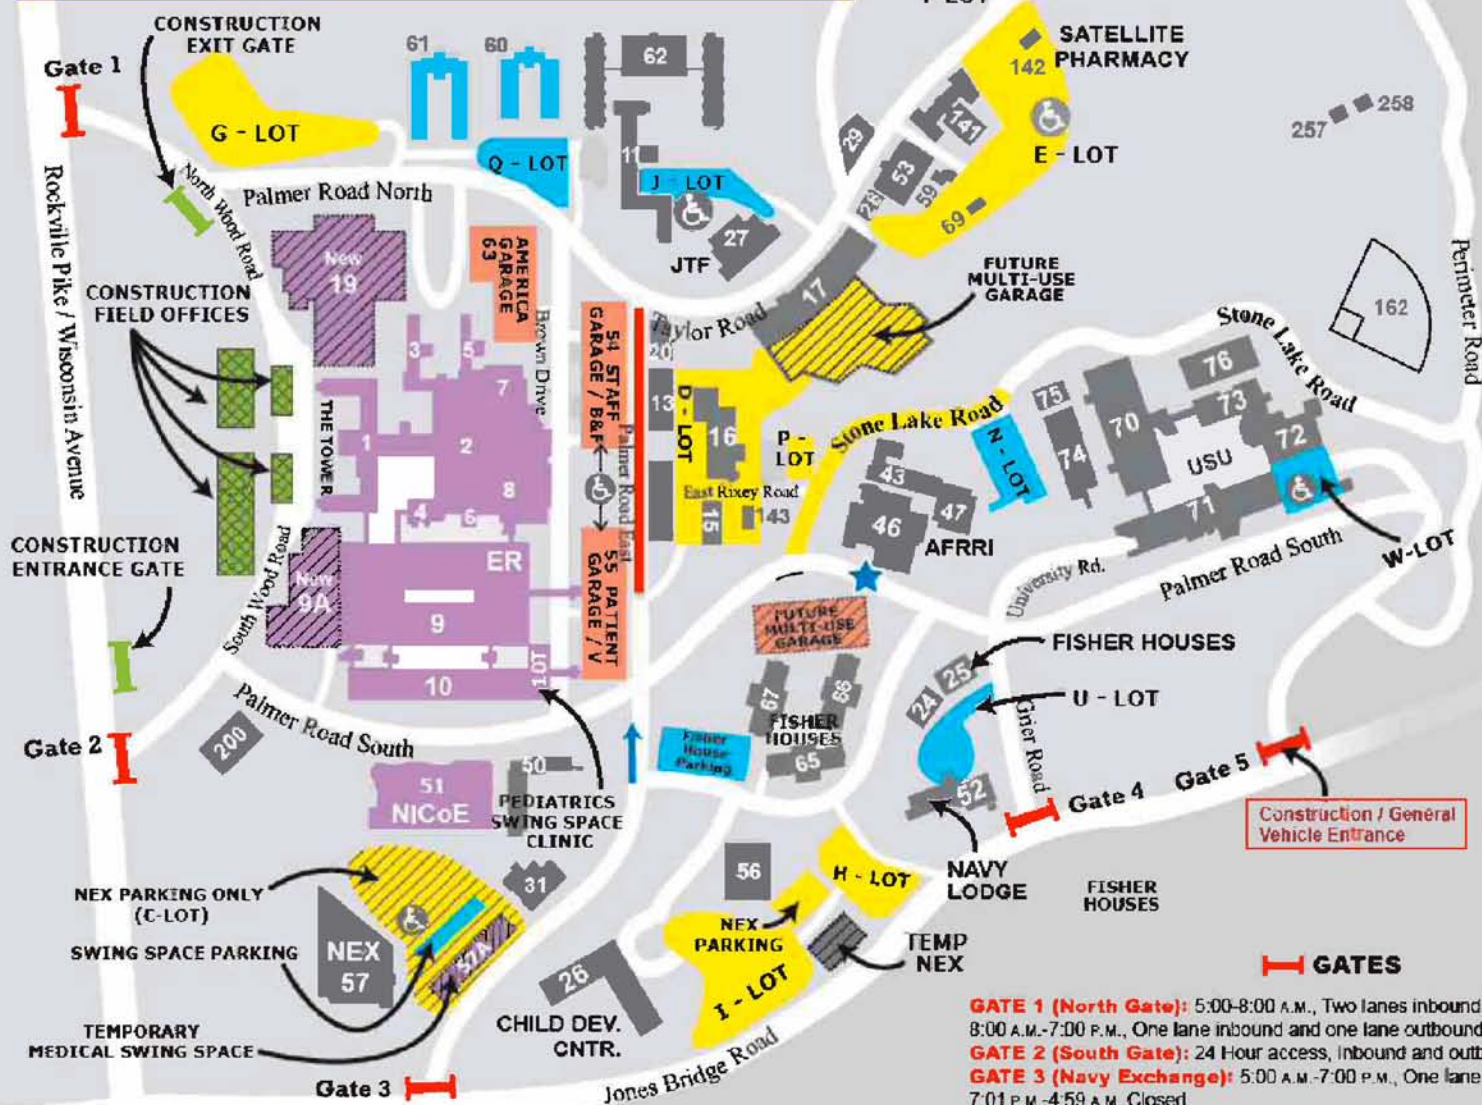 CONSTRUCTION
EXIT GATE
Gate 1
61
60
62
142
SATELLITE
PHARMACY
257
258
G - LOT
Q - LOT
11
J - LOT
29
53
141
E - LOT
28
59
69
North Wood Road
Palmer Road North
27
JTF
Rockville Pike / Wisconsin Avenue
New
19
AMERICA
GARAGE
63
FUTURE
MULTI-USE
GARAGE
Perimeter Road
162
CONSTRUCTION
FIELD OFFICES
3
5
7
Brown Drive
54 STAFF
GARAGE / B&F
Taylor Road
17
20
Stone Lake Road
THE TOWER
1
2
8
4
6
13
D - LOT
16
P -
LOT
Stone Lake Road
N - LOT
75
74
70
76
73
72
USU
71
Palmer Road East
East Rixey Road
15
143
43
46
47
AFRRI
W-LOT
CONSTRUCTION
ENTRANCE GATE
South Wood Road
New
9A
ER
9
55 PATIENT
GARAGE / V
University Rd.
Palmer Road South
FUTURE
MULTI-USE
GARAGE
10
10T
FISHER HOUSES
25
24
U - LOT
67
66
FISHER
HOUSES
65
Gate 2
200
Palmer Road South
Fisher
House
Parking
Grier Road
51
NICoE
50
PEDIATRICS
SWING SPACE
CLINIC
52
Gate 4
Gate 5
Construction / General
Vehicle Entrance
NEX PARKING ONLY
(C-LOT)
31
56
H - LOT
NAVY
LODGE
FISHER
HOUSES
SWING SPACE PARKING
NEX
57
57A
NEX
PARKING
TEMP
NEX
I - LOT
TEMPORARY
MEDICAL SWING SPACE
26
CHILD DEV.
CNTR.
Gate 3
Jones Bridge Road
GATES
GATE 1 (North Gate): 5:00-8:00 A.M., Two lanes inbound
8:00 A.M.-7:00 P.M., One lane inbound and one lane outbound
GATE 2 (South Gate): 24 Hour access, Inbound and outb
GATE 3 (Navy Exchange): 5:00 A.M.-7:00 P.M., One lane
7:01 P.M.-4:59 A.M. Closed